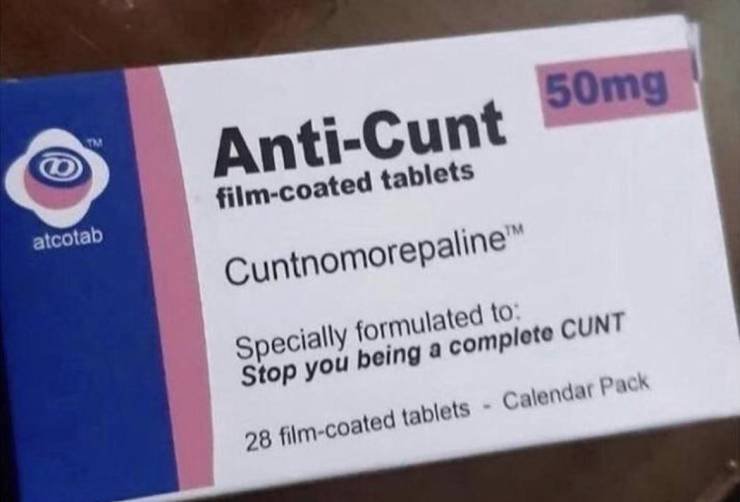 50mg
Anti-Cunt
film-coated tablets
TM
atcotab
Cuntnomorepaline™
Specially formulated to:
Stop you being a complete CUNT
28 film-coated tablets - Calendar Pack